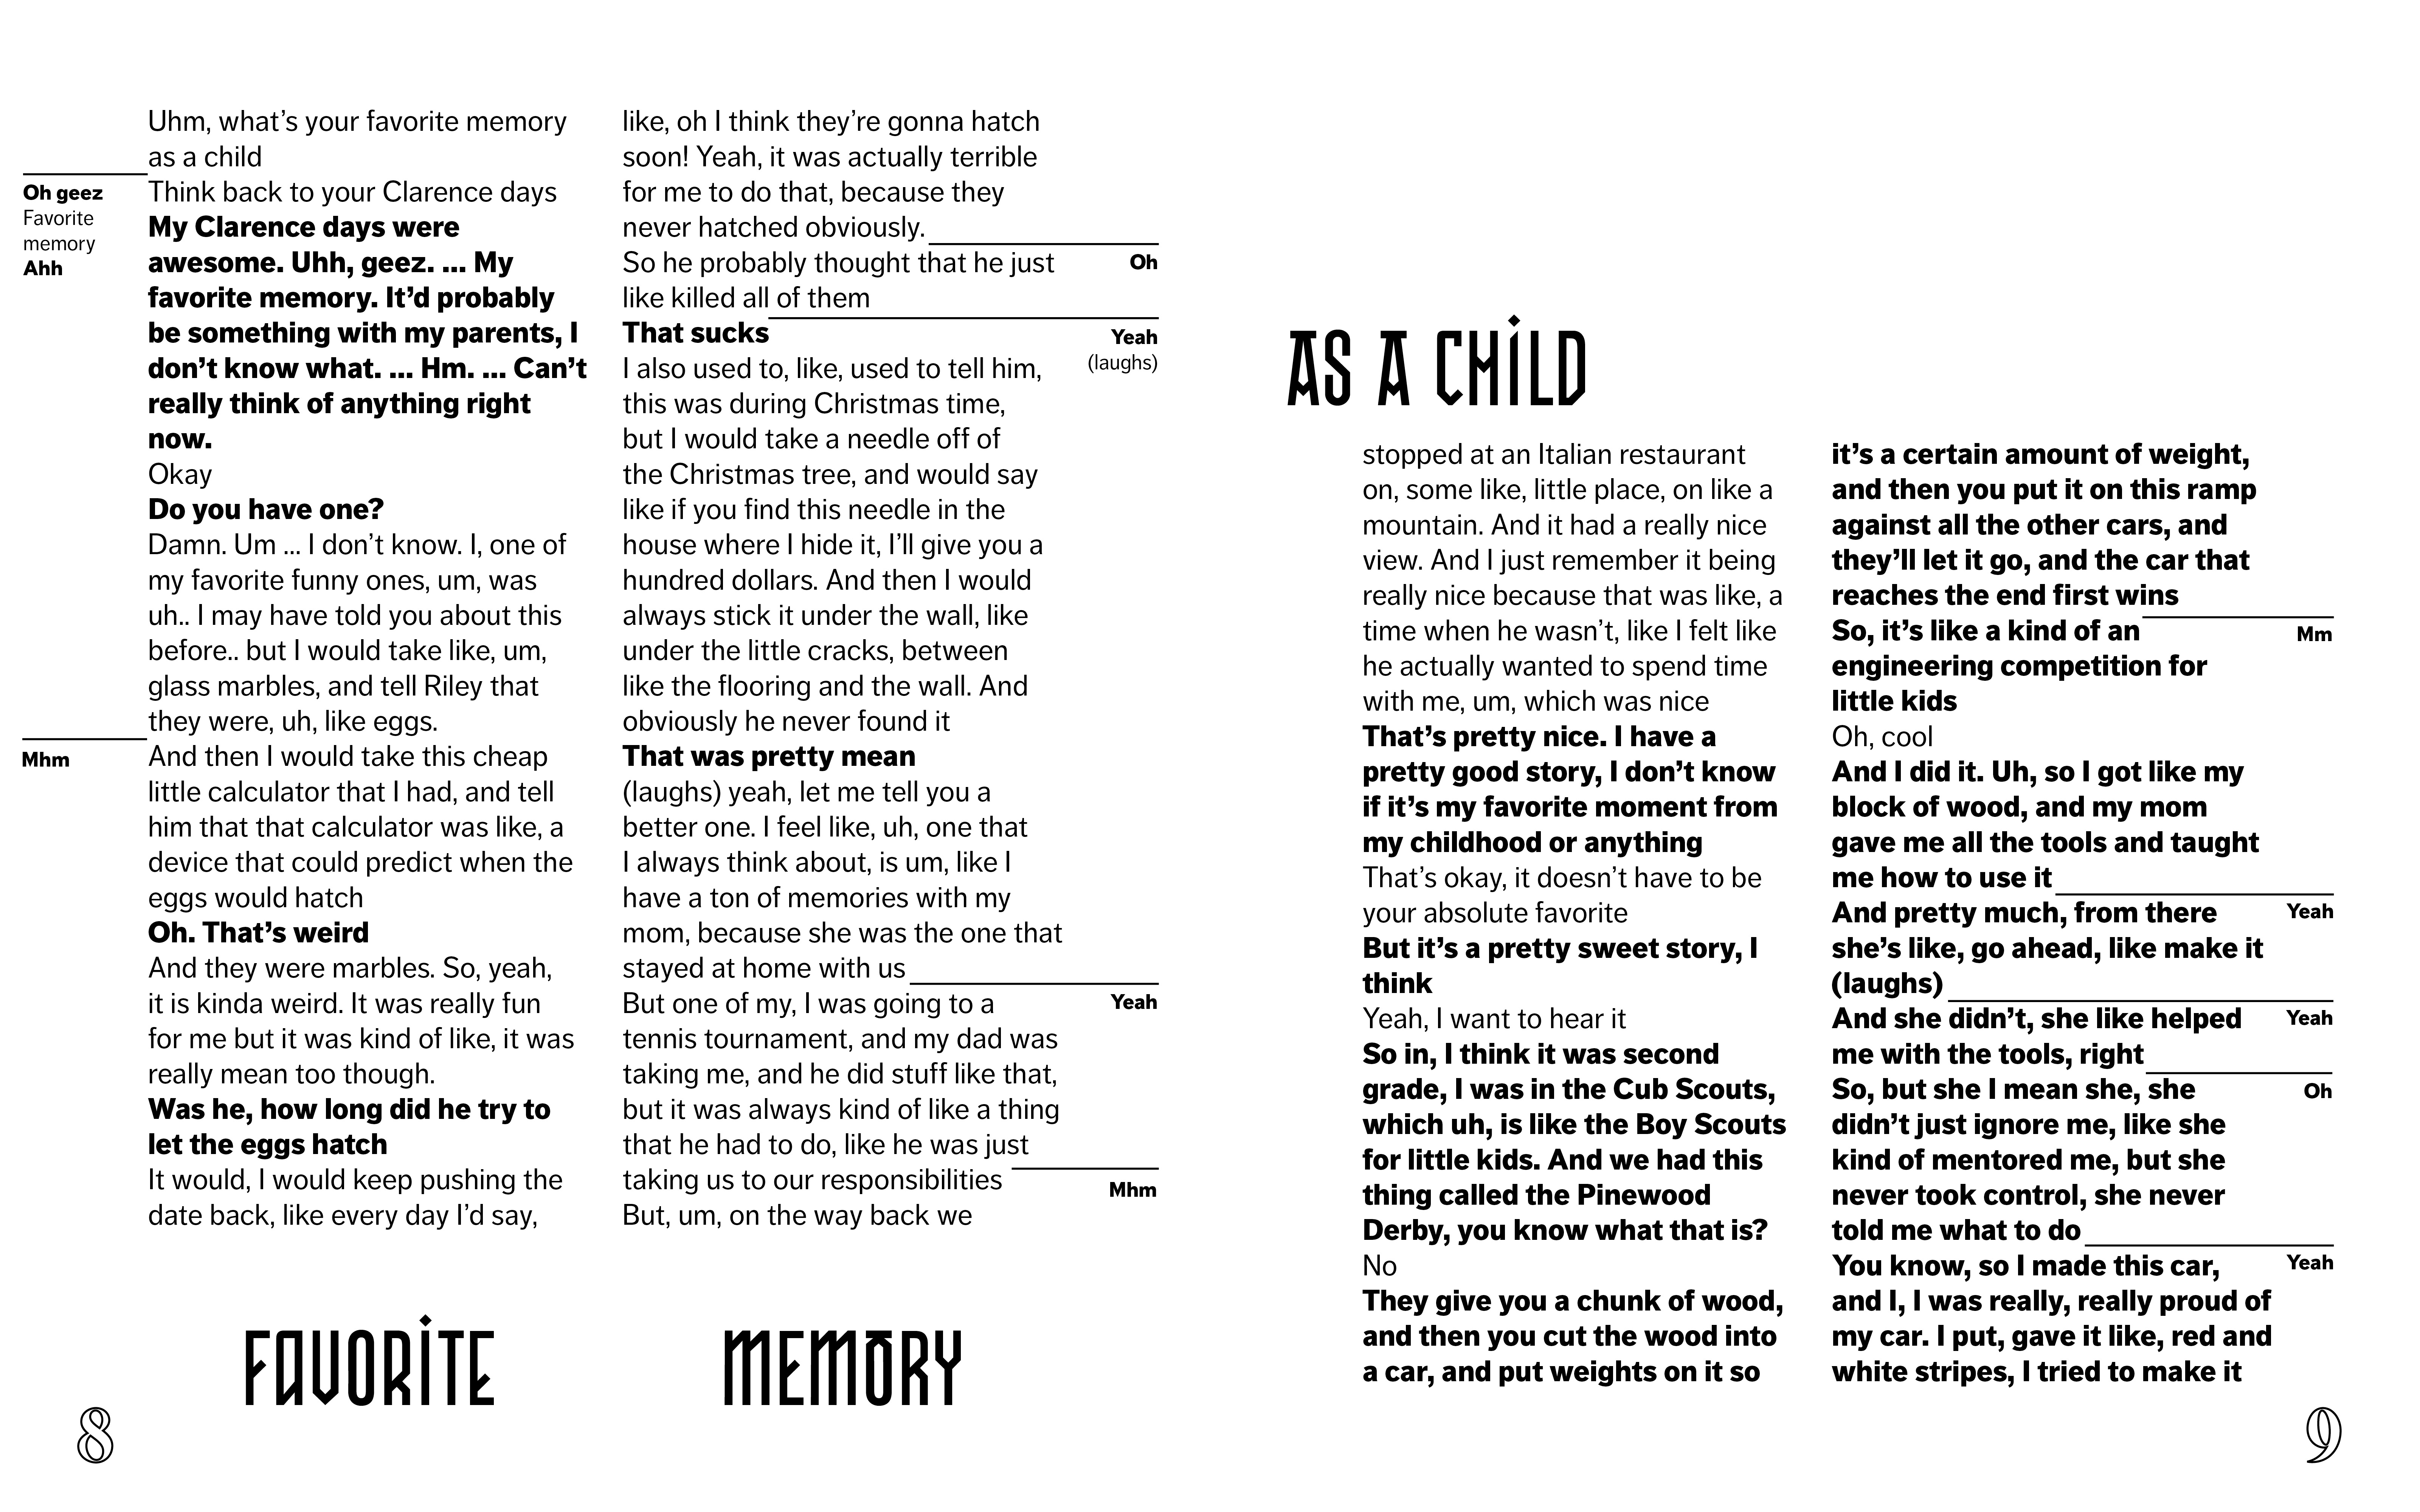 Uhm, what’s your favorite memory
as a child
Oh geez
Favorite
memory
Ahh
Think back to your Clarence days
My Clarence days were
awesome. Uhh, geez. ... My
favorite memory. It’d probably
be something with my parents, I
don’t know what. ... Hm. ... Can’t
really think of anything right
now.
Okay
Do you have one?
Damn. Um ... I don’t know. I, one of
my favorite funny ones, um, was
uh.. I may have told you about this
before.. but I would take like, um,
glass marbles, and tell Riley that
they were, uh, like eggs.
Mhm
And then I would take this cheap
little calculator that I had, and tell
him that that calculator was like, a
device that could predict when the
eggs would hatch
Oh. That’s weird
And they were marbles. So, yeah,
it is kinda weird. It was really fun
for me but it was kind of like, it was
really mean too though.
Was he, how long did he try to
let the eggs hatch
It would, I would keep pushing the
date back, like every day I’d say,
like, oh I think they’re gonna hatch
soon! Yeah, it was actually terrible
for me to do that, because they
never hatched obviously.
Oh
So he probably thought that he just
like killed all of them
That sucks
Yeah
(laughs)
I also used to, like, used to tell him,
this was during Christmas time,
but I would take a needle off of
the Christmas tree, and would say
like if you find this needle in the
house where I hide it, I’ll give you a
hundred dollars. And then I would
always stick it under the wall, like
under the little cracks, between
like the flooring and the wall. And
obviously he never found it
That was pretty mean
(laughs) yeah, let me tell you a
better one. I feel like, uh, one that
I always think about, is um, like I
have a ton of memories with my
mom, because she was the one that
stayed at home with us
Yeah
But one of my, I was going to a
tennis tournament, and my dad was
taking me, and he did stuff like that,
but it was always kind of like a thing
that he had to do, like he was just
taking us to our responsibilities
Mhm
But, um, on the way back we
FAVORITE
MEMORY
8
AS A CHILD
stopped at an Italian restaurant
on, some like, little place, on like a
mountain. And it had a really nice
view. And I just remember it being
really nice because that was like, a
time when he wasn’t, like I felt like
he actually wanted to spend time
with me, um, which was nice
That’s pretty nice. I have a
pretty good story, I don’t know
if it’s my favorite moment from
my childhood or anything
That’s okay, it doesn’t have to be
your absolute favorite
But it’s a pretty sweet story, I
think
Yeah, I want to hear it
So in, I think it was second
grade, I was in the Cub Scouts,
which uh, is like the Boy Scouts
for little kids. And we had this
thing called the Pinewood
Derby, you know what that is?
No
They give you a chunk of wood,
and then you cut the wood into
a car, and put weights on it so
it’s a certain amount of weight,
and then you put it on this ramp
against all the other cars, and
they’ll let it go, and the car that
reaches the end first wins
Mm
So, it’s like a kind of an
engineering competition for
little kids
Oh, cool
And I did it. Uh, so I got like my
block of wood, and my mom
gave me all the tools and taught
me how to use it
Yeah
And pretty much, from there
she’s like, go ahead, like make it
(laughs)
Yeah
And she didn’t, she like helped
me with the tools, right
Oh
So, but she I mean she, she
didn’t just ignore me, like she
kind of mentored me, but she
never took control, she never
told me what to do
Yeah
You know, so I made this car,
and I, I was really, really proud of
my car. I put, gave it like, red and
white stripes, I tried to make it
9